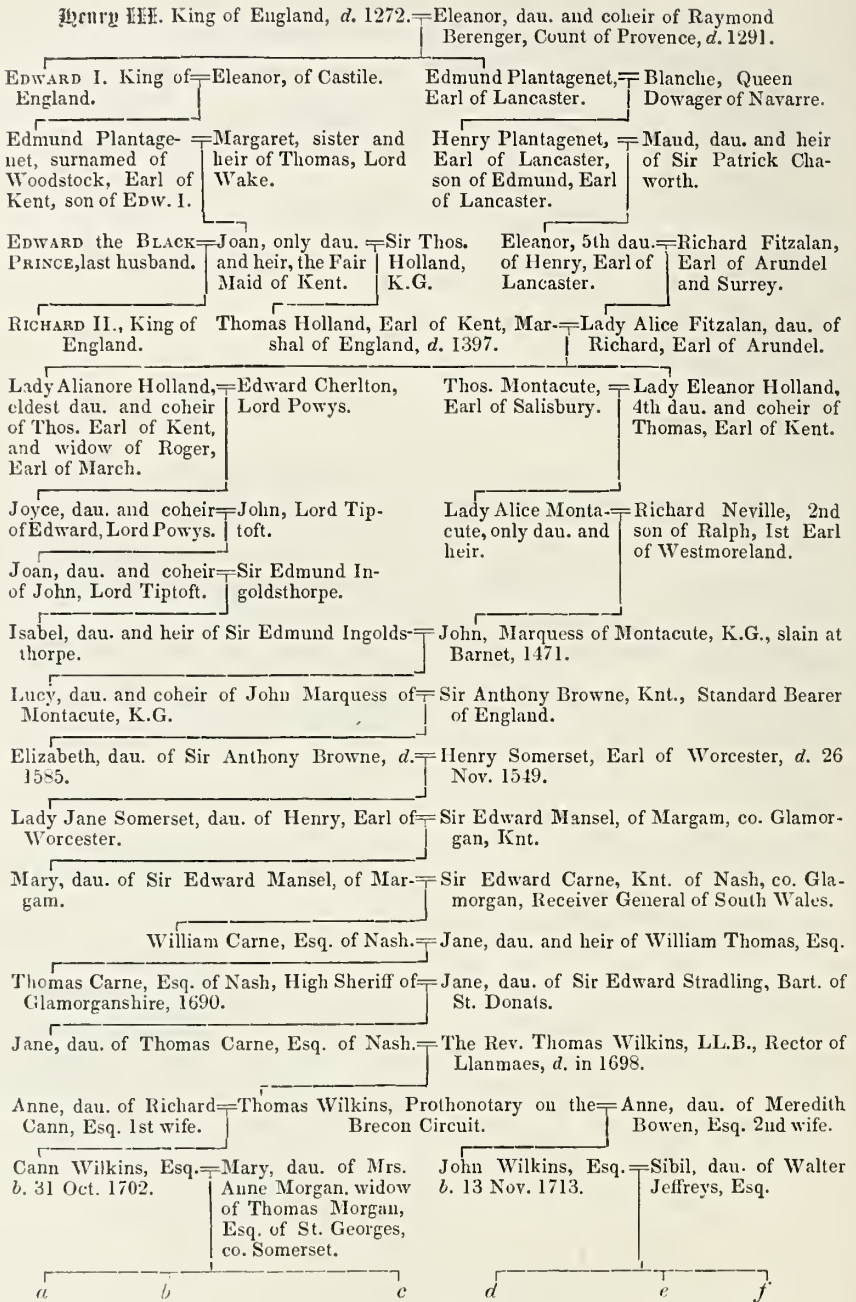 Henry III. King of England, d. 1272.=Eleanor, dau. and coheir of Raymond
Berenger, Count of Provence, d. 1291.
EDWARD I. King of=Eleanor, of Castile.
England.
Edmund Plantagenet,=Blanche, Queen
Earl of Lancaster. Dowager of Navarre.
Edmund Plantage-=Margaret, sister and
net, surnamed of heir of Thomas, Lord
Woodstock, Earl of Wake.
Kent, son of EDW. I.
Henry Plantagenet,=Maud, dau. and heir
Earl of Lancaster, of Sir Patrick Cha-
son of Edmund, Earl worth.
of Lancaster.
EDWARD the BLACK=Joan, only dau.=Sir Thos.
PRINCE, last husband. and heir, the Fair Holland,
Maid of Kent. K.G.
Eleanor, 5th dau.=Richard Fitzalan,
of Henry, Earl of Earl of Arundel
Lancaster. and Surrey.
RICHARD II., King of
England.
Thomas Holland, Earl of Kent, Mar-=Lady Alice Fitzalan, dau. of
shal of England, d. 1397. Richard, Earl of Arundel.
Lady Alianore Holland,=Edward Cherlton,
eldest dau. and coheir Lord Powys.
of Thos. Earl of Kent,
and widow of Roger,
Earl of March.
Thos. Montacute,=Lady Eleanor Holland,
Earl of Salisbury. 4th dau. and coheir of
Thomas, Earl of Kent.
Joyce, dau. and coheir=John, Lord Tip-
of Edward, Lord Powys. toft.
Lady Alice Monta-=Richard Neville, 2nd
cute, only dau. and son of Ralph, 1st Earl
heir. of Westmoreland.
Joan, dau. and coheir=Sir Edmund In-
of John, Lord Tiptoft. goldsthorpe.
Isabel, dau. and heir of Sir Edmund Ingolds-=John, Marquess of Montacute, K.G., slain at
thorpe. Barnet, 1471.
Lucy, dau. and coheir of John Marquess of=Sir Anthony Browne, Knt., Standard Bearer
Montacute, K.G. of England.
Elizabeth, dau. of Sir Anthony Browne, d.=Henry Somerset, Earl of Worcester, d. 26
1585. Nov. 1549.
Lady Jane Somerset, dau. of Henry, Earl of=Sir Edward Mansel, of Margam, co. Glamor-
Worcester. gan, Knt.
Mary, dau. of Sir Edward Mansel, of Mar-=Sir Edward Carne, Knt. of Nash, co. Gla-
gam. morgan, Receiver General of South Wales.
William Carne, Esq. of Nash.=Jane, dau. and heir of William Thomas, Esq.
Thomas Carne, Esq. of Nash, High Sheriff of=Jane, dau. of Sir Edward Stradling, Bart. of
Glamorganshire, 1690. St. Donats.
Jane, dau. of Thomas Carne, Esq. of Nash.=The Rev. Thomas Wilkins, LL.B., Rector of
Llanmaes, d. in 1698.
Anne, dau. of Richard=Thomas Wilkins, Prothonotary on the=Anne, dau. of Meredith
Cann, Esq. 1st wife. Brecon Circuit. Bowen, Esq. 2nd wife.
Cann Wilkins, Esq.=Mary, dau. of Mrs.
b. 31 Oct. 1702. Anne Morgan, widow
of Thomas Morgan,
Esq. of St. Georges,
co. Somerset.
John Wilkins, Esq.=Sibil, dau. of Walter
b. 13 Nov. 1713. Jeffreys, Esq.
a b c d e f